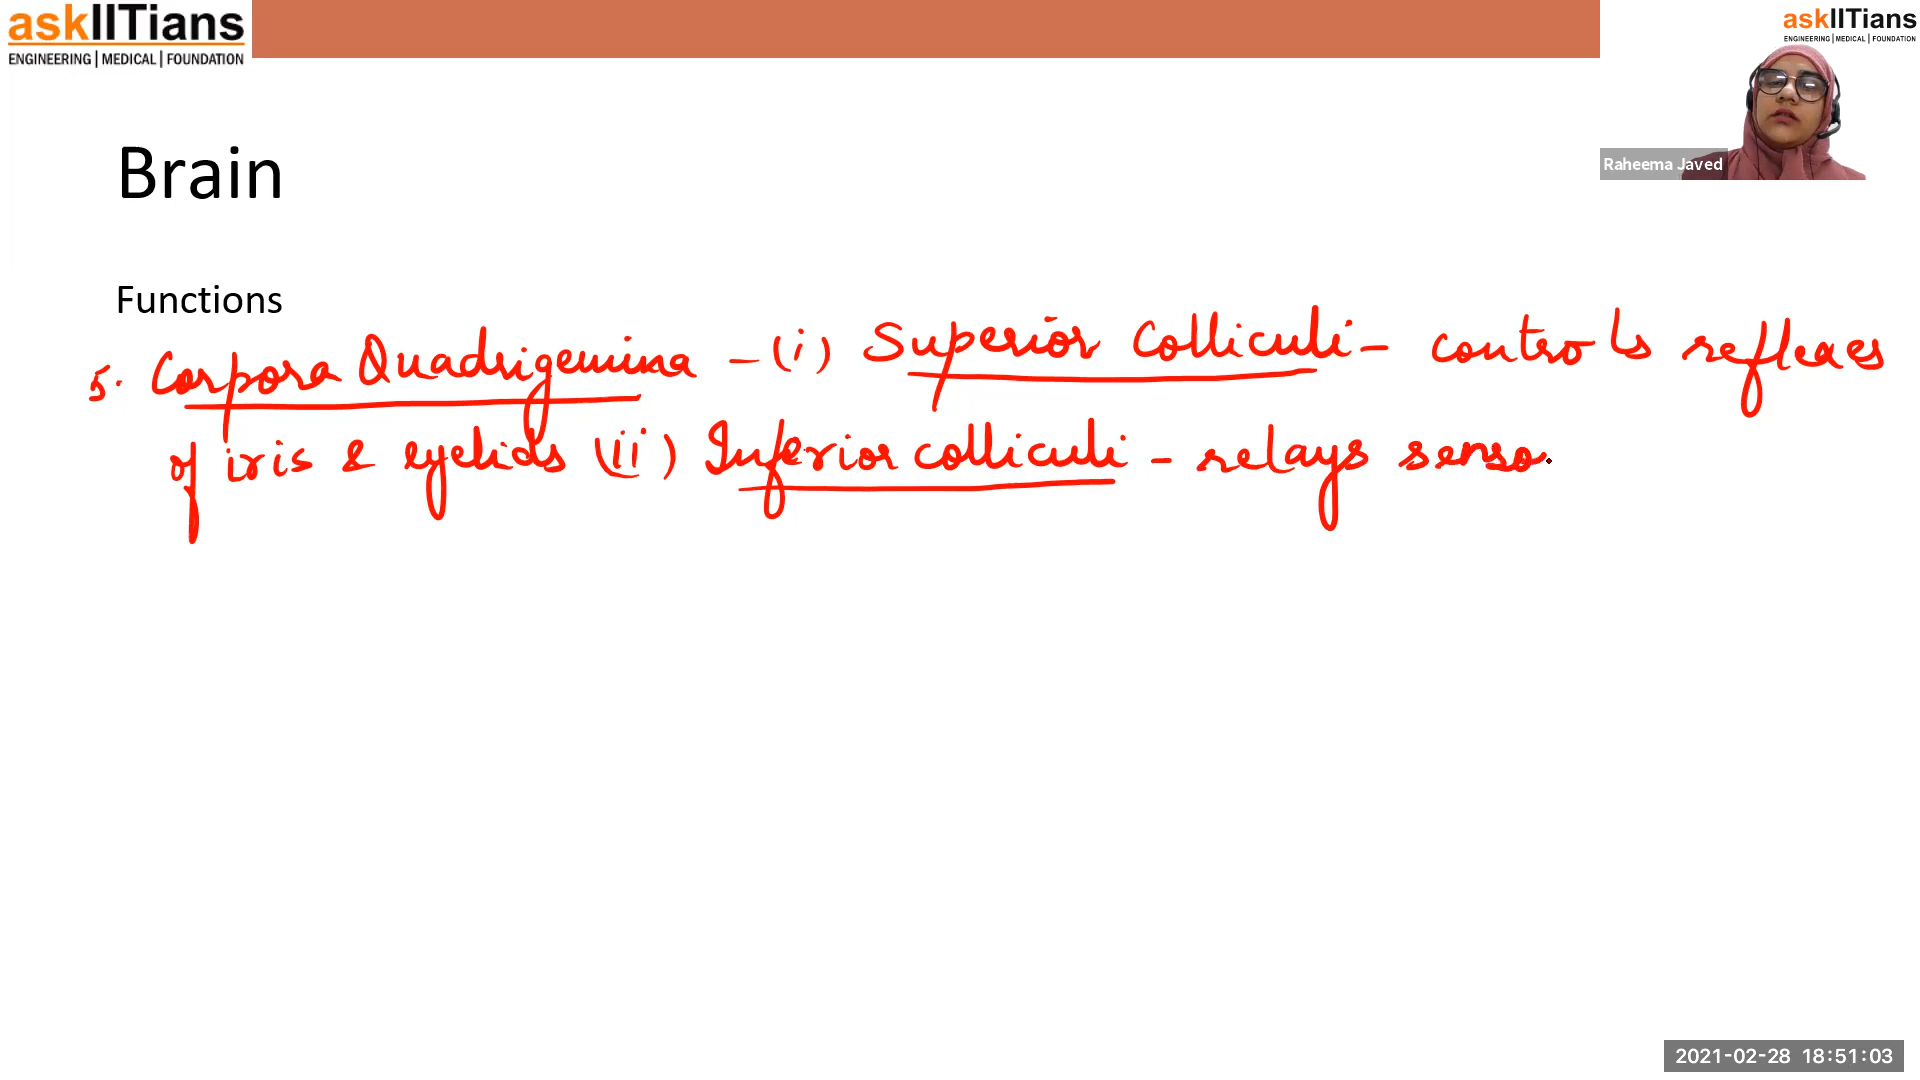 askIITians
ENGINEERING | MEDICAL | FOUNDATION
askIITians
ENGINEERING | MEDICAL | FOUNDATION
Raheema Javed
Brain
Functions
5. Corpora Quadrigemina - (i) Superior Colliculi - controls reflexes
of iris & eyelids (ii) Inferior colliculi - relays senso
2021-02-28 18:51:03